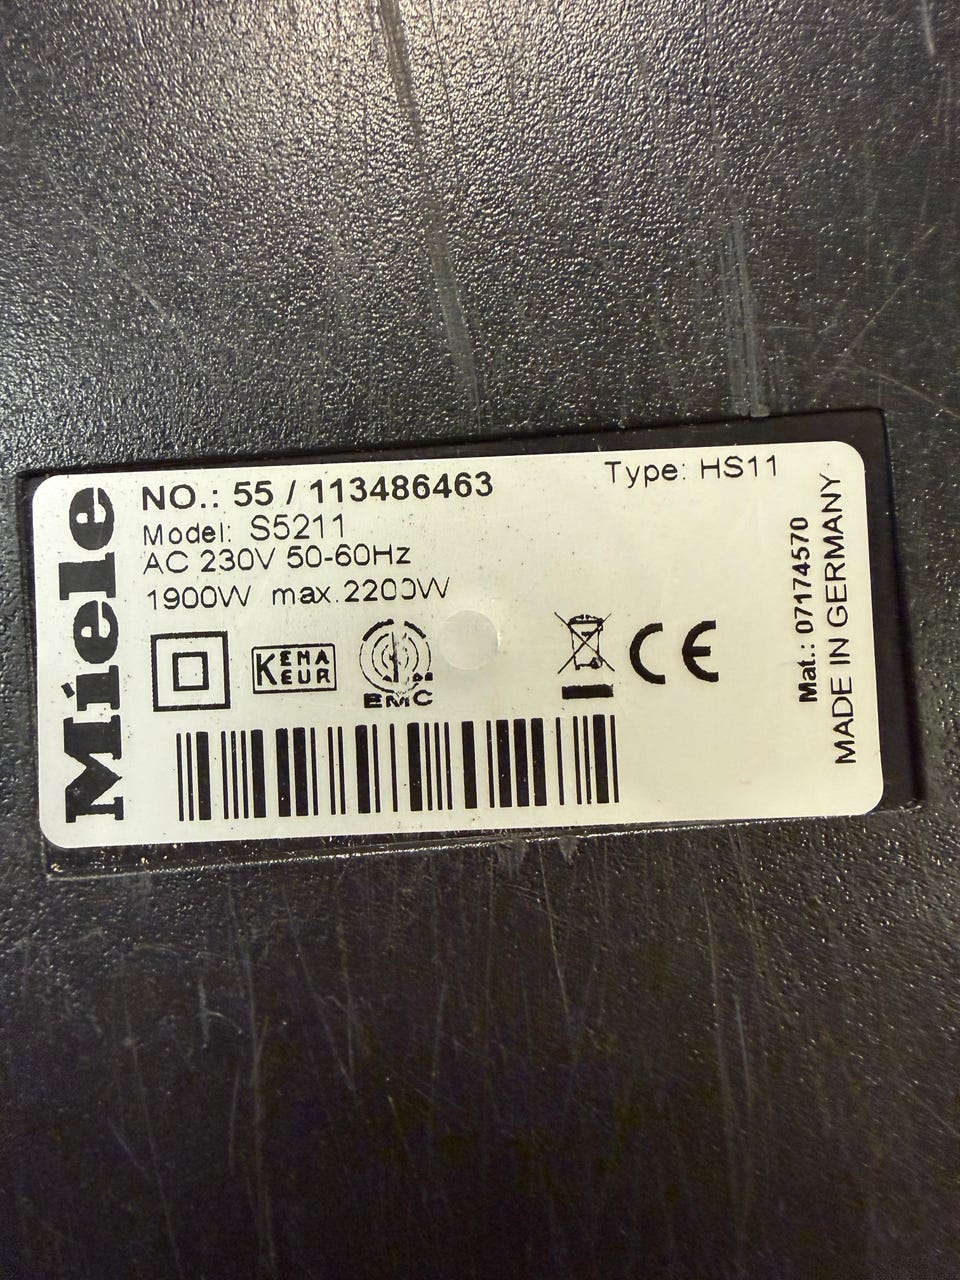 Miele
NO.: 55 / 113486463
Type: HS11
Model: S5211
AC 230V 50-60Hz
1900W max.2200W
KEMA
KEUR
EMC
CE
Mat.: 07174570
MADE IN GERMANY